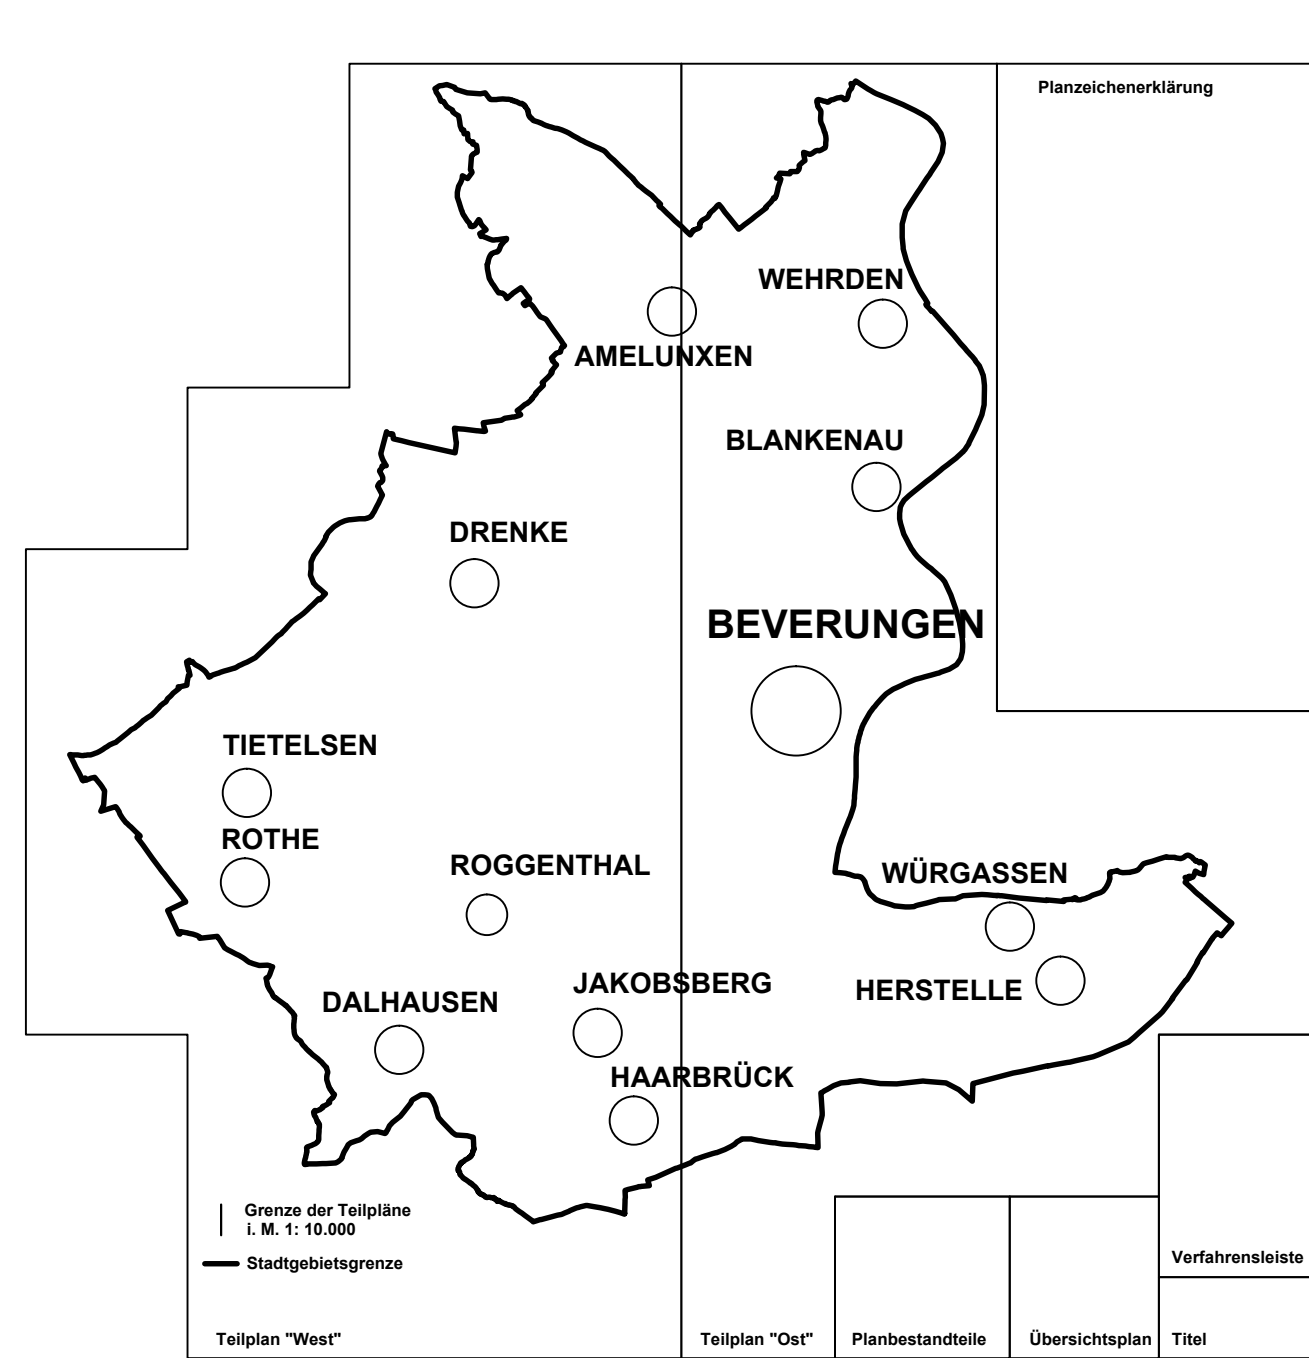 Planzeichenerklärung
WEHRDEN
AMELUNXEN
BLANKENAU
DRENKE
BEVERUNGEN
TIETELSEN
ROTHE
ROGGENTHAL
WÜRGASSEN
JAKOBSBERG
HERSTELLE
DALHAUSEN
HAARBRÜCK
Grenze der Teilpläne
i. M. 1: 10.000
Stadtgebietsgrenze
Verfahrensleiste
Teilplan "West"
Teilplan "Ost"
Planbestandteile
Übersichtsplan
Titel